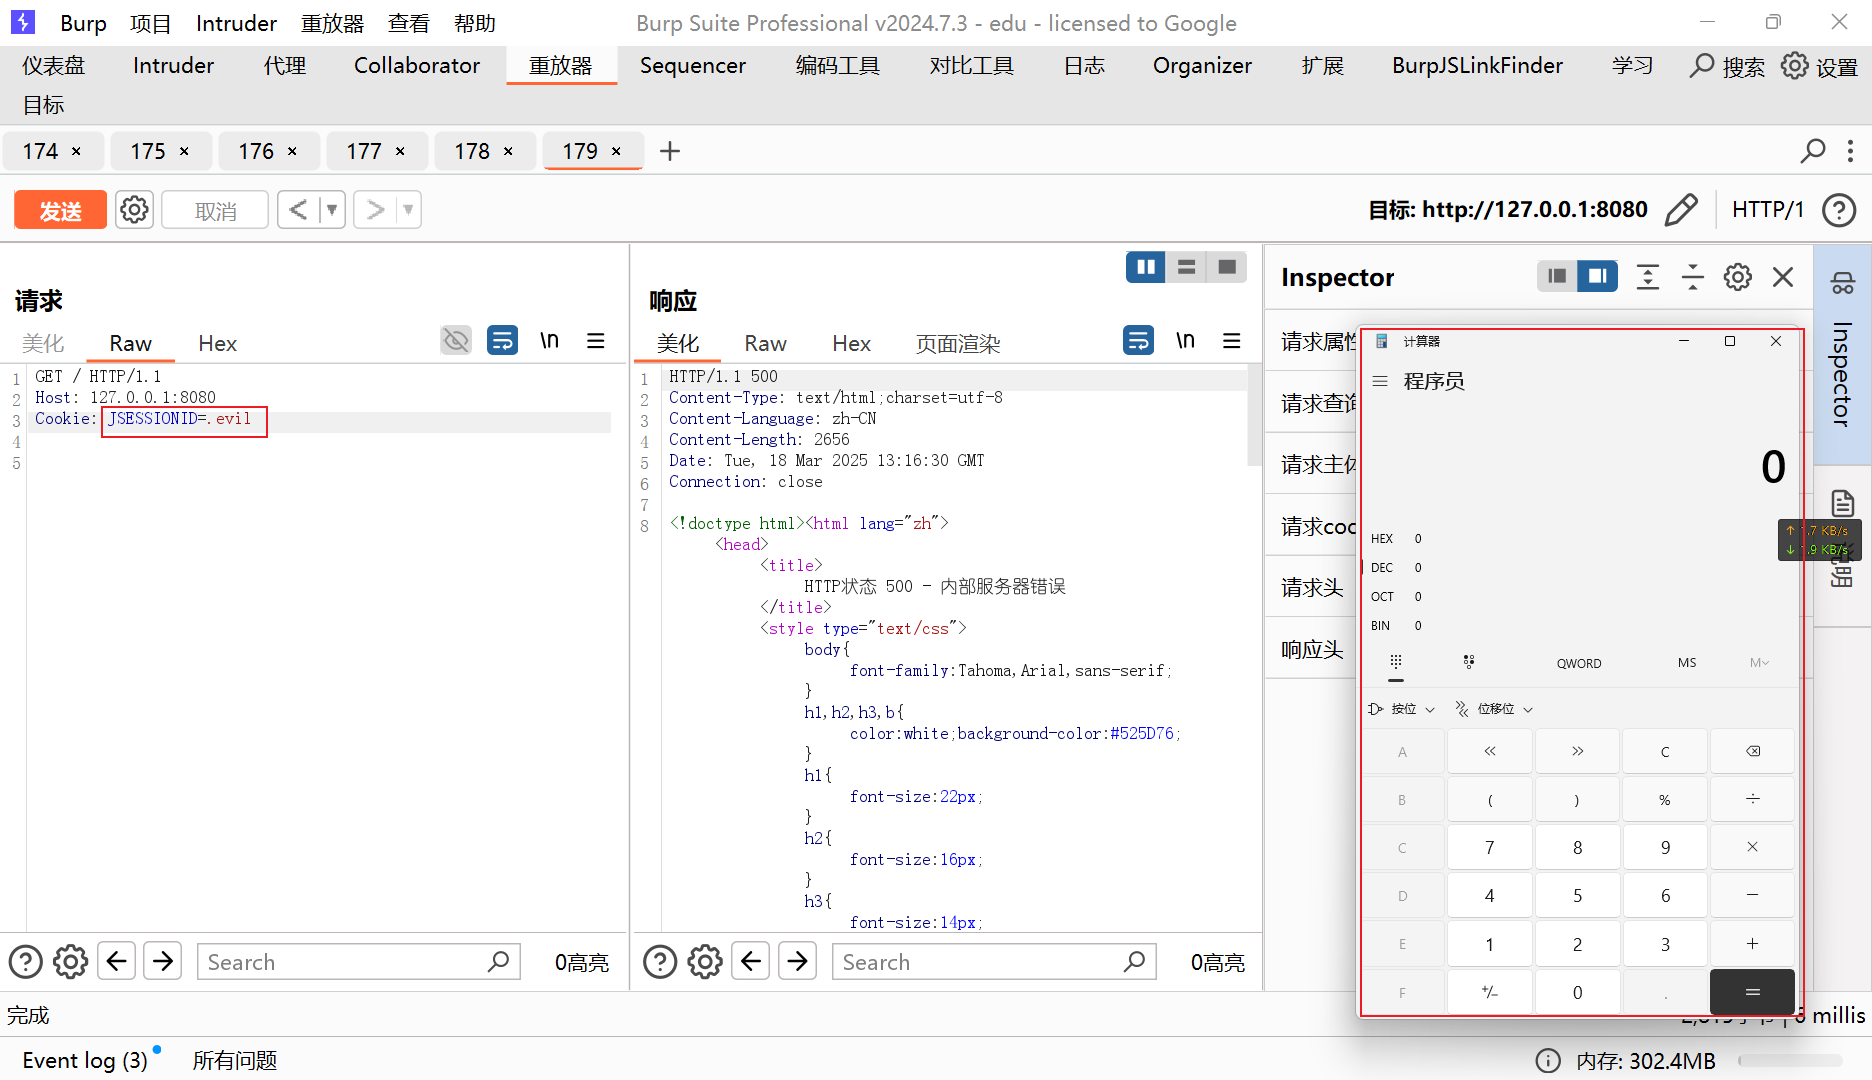 Burp 项目 Intruder 重放器 查看 帮助 Burp Suite Professional v2024.7.3 - edu - licensed to Google
仪表盘 Intruder 代理 Collaborator 重放器 Sequencer 编码工具 对比工具 日志 Organizer 扩展 BurpJSLinkFinder 学习 搜索 设置
目标
174 × 175 × 176 × 177 × 178 × 179 × +
发送 取消 < > 目标: http://127.0.0.1:8080 HTTP/1
请求
美化 Raw Hex \n
1 GET / HTTP/1.1
2 Host: 127.0.0.1:8080
3 Cookie: JSESSIONID=.evil
4
5
Search 0高亮
响应
美化 Raw Hex 页面渲染 \n
1 HTTP/1.1 500
2 Content-Type: text/html;charset=utf-8
3 Content-Language: zh-CN
4 Content-Length: 2656
5 Date: Tue, 18 Mar 2025 13:16:30 GMT
6 Connection: close
7
8 <!doctype html><html lang="zh">
<head>
<title>
HTTP状态 500 - 内部服务器错误
</title>
<style type="text/css">
body{
font-family:Tahoma,Arial,sans-serif;
}
h1,h2,h3,b{
color:white;background-color:#525D76;
}
h1{
font-size:22px;
}
h2{
font-size:16px;
}
h3{
font-size:14px;
Search 0高亮
Inspector
请求属性
请求查询
请求主体
请求coo
请求头
响应头
Inspector
说明
KB/s
KB/s
计算器
程序员
0
HEX 0
DEC 0
OCT 0
BIN 0
QWORD MS M
按位 位移位
A << >> C
B ( ) % ÷
C 7 8 9 ×
D 4 5 6 −
E 1 2 3 +
F +/− 0 . =
完成 millis
Event log (3) 所有问题 内存: 302.4MB